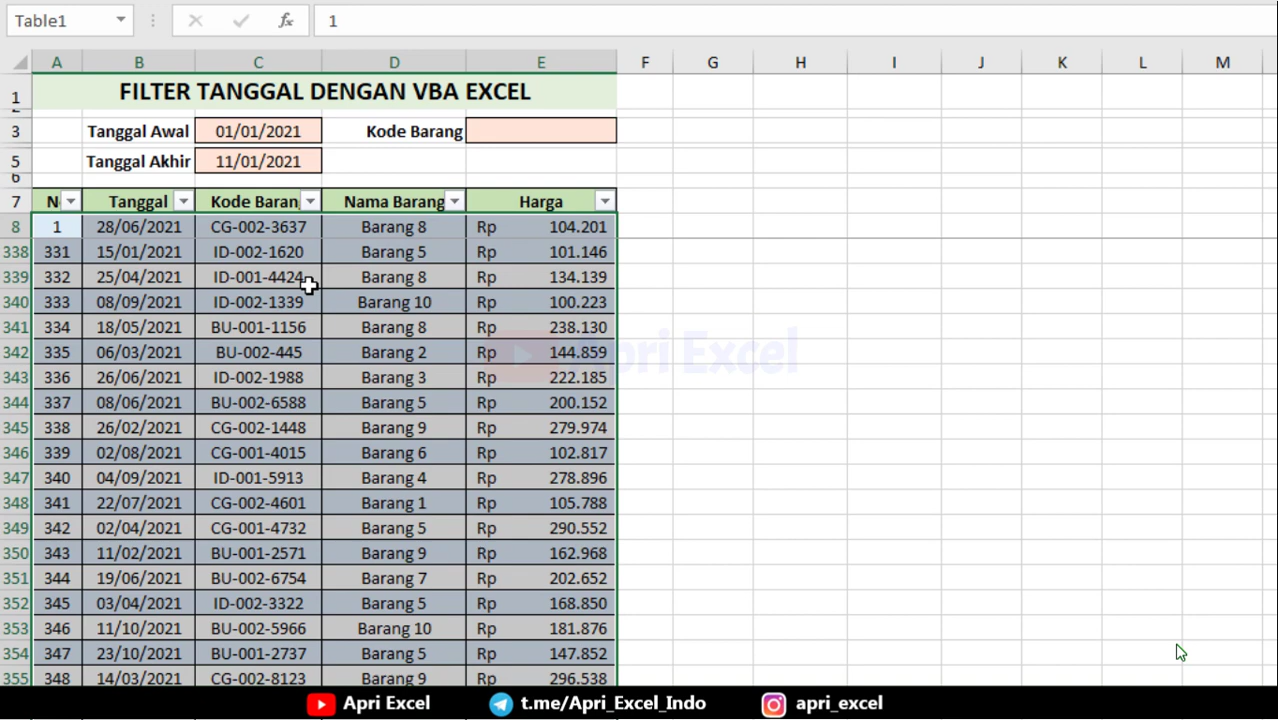 Table1 fx 1
A B C D E F G H I J K L M
1 FILTER TANGGAL DENGAN VBA EXCEL
2
3 Tanggal Awal 01/01/2021 Kode Barang
5 Tanggal Akhir 11/01/2021
6
7 N Tanggal Kode Baran Nama Barang Harga
8 1 28/06/2021 CG-002-3637 Barang 8 Rp 104.201
338 331 15/01/2021 ID-002-1620 Barang 5 Rp 101.146
339 332 25/04/2021 ID-001-4424 Barang 8 Rp 134.139
340 333 08/09/2021 ID-002-1339 Barang 10 Rp 100.223
341 334 18/05/2021 BU-001-1156 Barang 8 Rp 238.130
342 335 06/03/2021 BU-002-445 Barang 2 Rp 144.859
Apri Excel
343 336 26/06/2021 ID-002-1988 Barang 3 Rp 222.185
344 337 08/06/2021 BU-002-6588 Barang 5 Rp 200.152
345 338 26/02/2021 CG-002-1448 Barang 9 Rp 279.974
346 339 02/08/2021 CG-001-4015 Barang 6 Rp 102.817
347 340 04/09/2021 ID-001-5913 Barang 4 Rp 278.896
348 341 22/07/2021 CG-002-4601 Barang 1 Rp 105.788
349 342 02/04/2021 CG-001-4732 Barang 5 Rp 290.552
350 343 11/02/2021 BU-001-2571 Barang 9 Rp 162.968
351 344 19/06/2021 BU-002-6754 Barang 7 Rp 202.652
352 345 03/04/2021 ID-002-3322 Barang 5 Rp 168.850
353 346 11/10/2021 BU-002-5966 Barang 10 Rp 181.876
354 347 23/10/2021 BU-001-2737 Barang 5 Rp 147.852
355 348 14/03/2021 CG-002-8123 Barang 9 Rp 296.538
Apri Excel t.me/Apri_Excel_Indo apri_excel